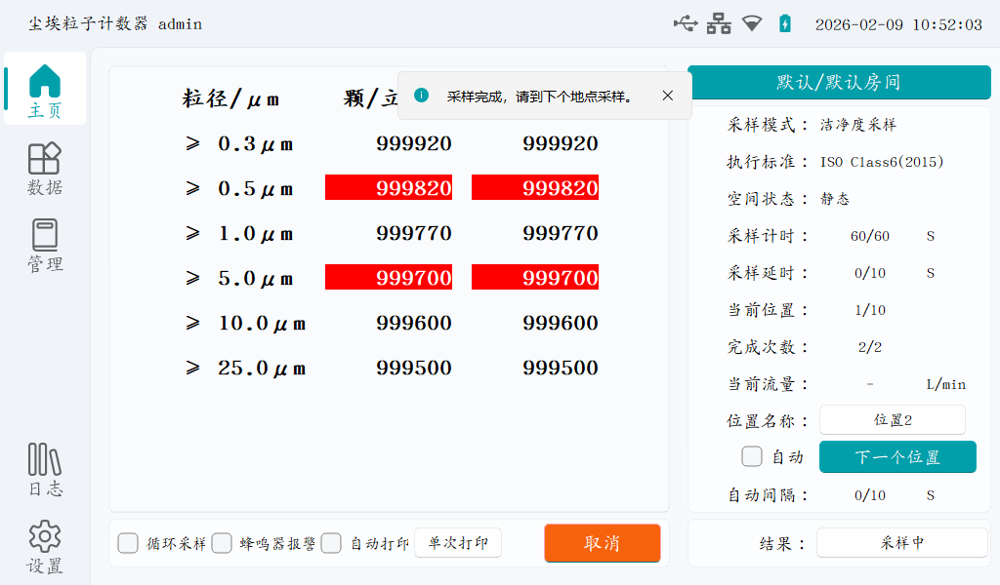 尘埃粒子计数器 admin
2026-02-09 10:52:03
主页
数据
管理
日志
设置
粒径/μm 颗/立
采样完成，请到下个地点采样。
≥ 0.3μm 999920 999920
≥ 0.5μm 999820 999820
≥ 1.0μm 999770 999770
≥ 5.0μm 999700 999700
≥ 10.0μm 999600 999600
≥ 25.0μm 999500 999500
循环采样 蜂鸣器报警 自动打印 单次打印 取消
默认/默认房间
采样模式： 洁净度采样
执行标准： ISO Class6(2015)
空间状态： 静态
采样计时： 60/60 S
采样延时： 0/10 S
当前位置： 1/10
完成次数： 2/2
当前流量： - L/min
位置名称： 位置2
自动 下一个位置
自动间隔： 0/10 S
结果： 采样中